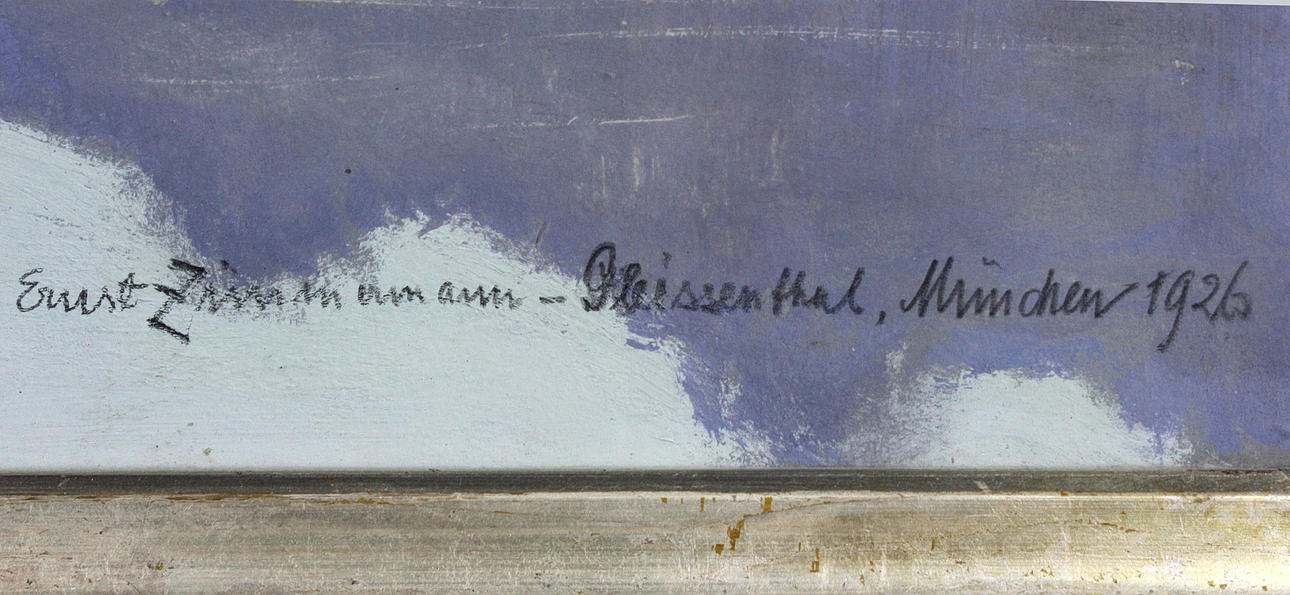 Ernst Zimmermann - Pleissenthal, München 1926